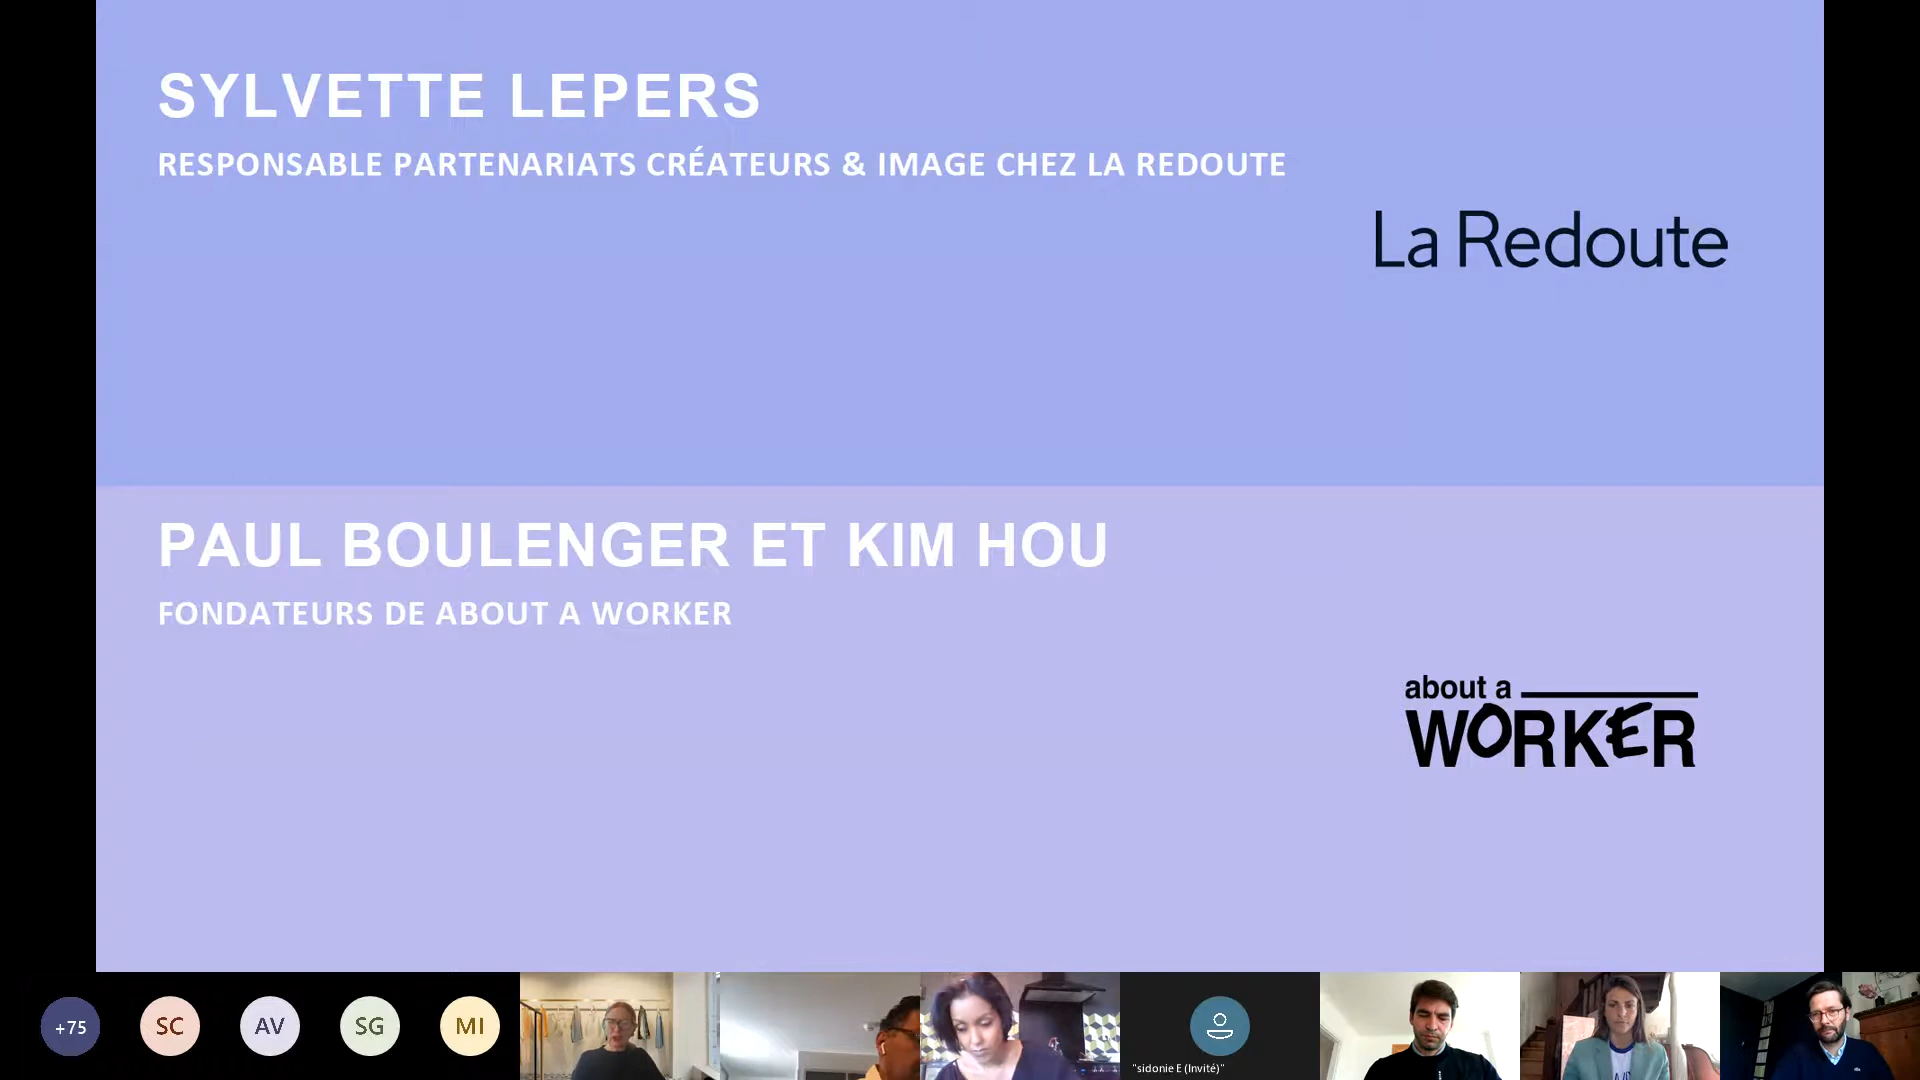 SYLVETTE LEPERS
RESPONSABLE PARTENARIATS CRÉATEURS & IMAGE CHEZ LA REDOUTE
La Redoute
PAUL BOULENGER ET KIM HOU
FONDATEURS DE ABOUT A WORKER
about a
WORKER
+75
SC
AV
SG
MI
"sidonie E (Invité)"